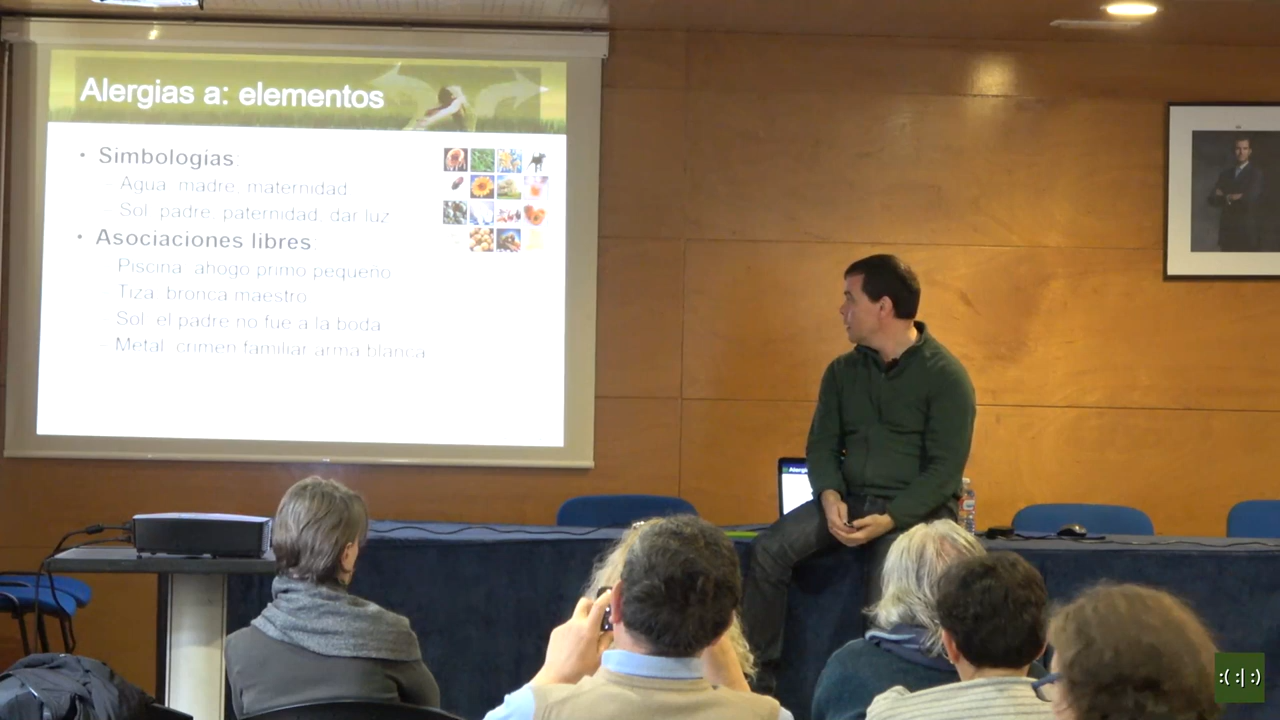 Alergias a: elementos
• Simbologías:
– Agua: madre, maternidad
– Sol: padre, paternidad, dar luz
• Asociaciones libres:
Piscina: ahogo primo pequeño
Tiza: bronca maestro
Sol: el padre no fue a la boda
– Metal: crimen familiar arma blanca
:( :| :)